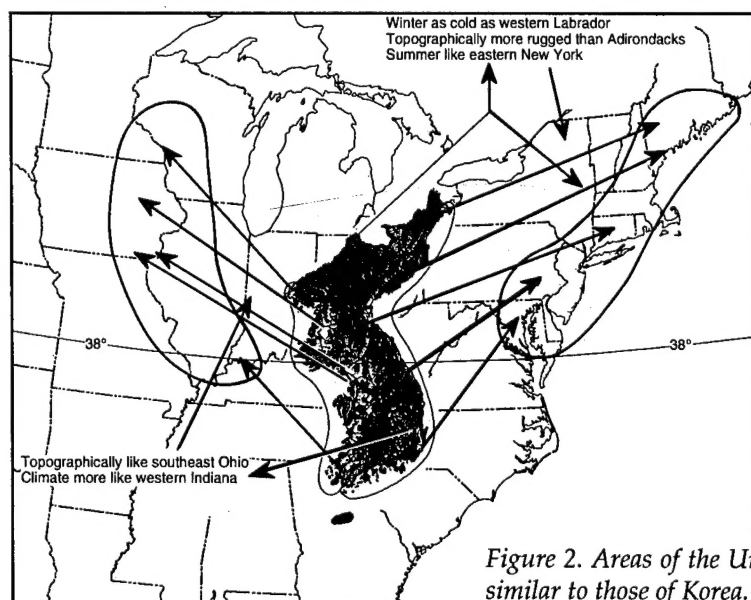 Winter as cold as western Labrador
Topographically more rugged than Adirondacks
Summer like eastern New York
38°
38°
Topographically like southeast Ohio
Climate more like western Indiana
Figure 2. Areas of the
similar to those of Korea.